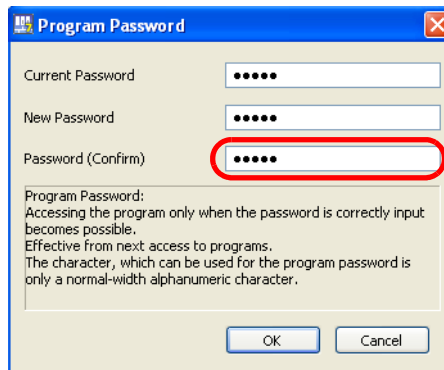 Program Password
Current Password •••••
New Password •••••
Password (Confirm) •••••
Program Password:
Accessing the program only when the password is correctly input
becomes possible.
Effective from next access to programs.
The character, which can be used for the program password is
only a normal-width alphanumeric character.
OK Cancel